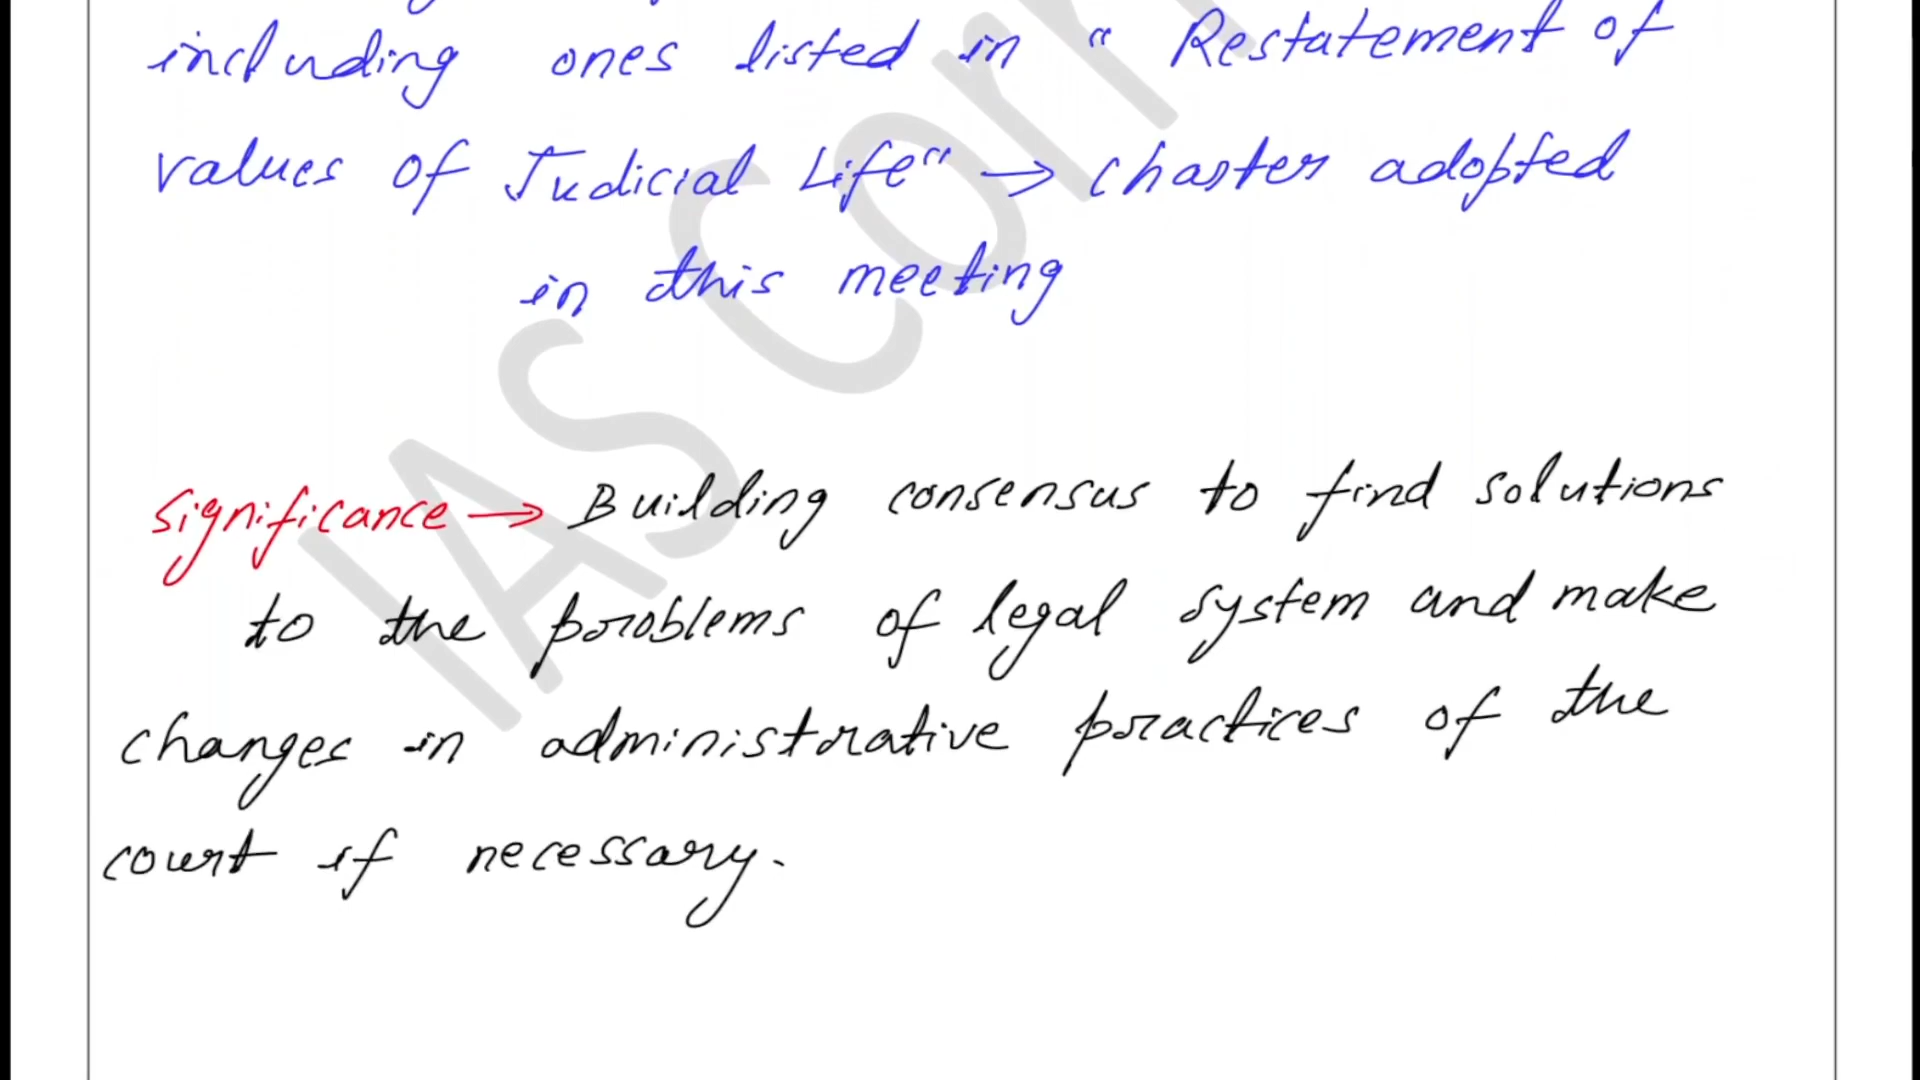 including ones listed in " Restatement of
values of Judicial Life" → charter adopted
in this meeting
significance → Building consensus to find solutions
to the problems of legal system and make
changes in administrative practices of the
court if necessary.
IAS Corn